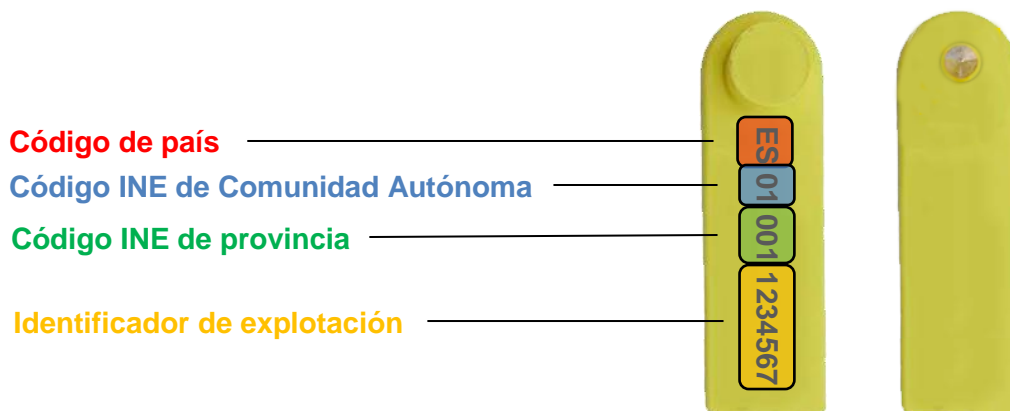 Código de país
Código INE de Comunidad Autónoma
Código INE de provincia
Identificador de explotación
ES 01 001 1234567